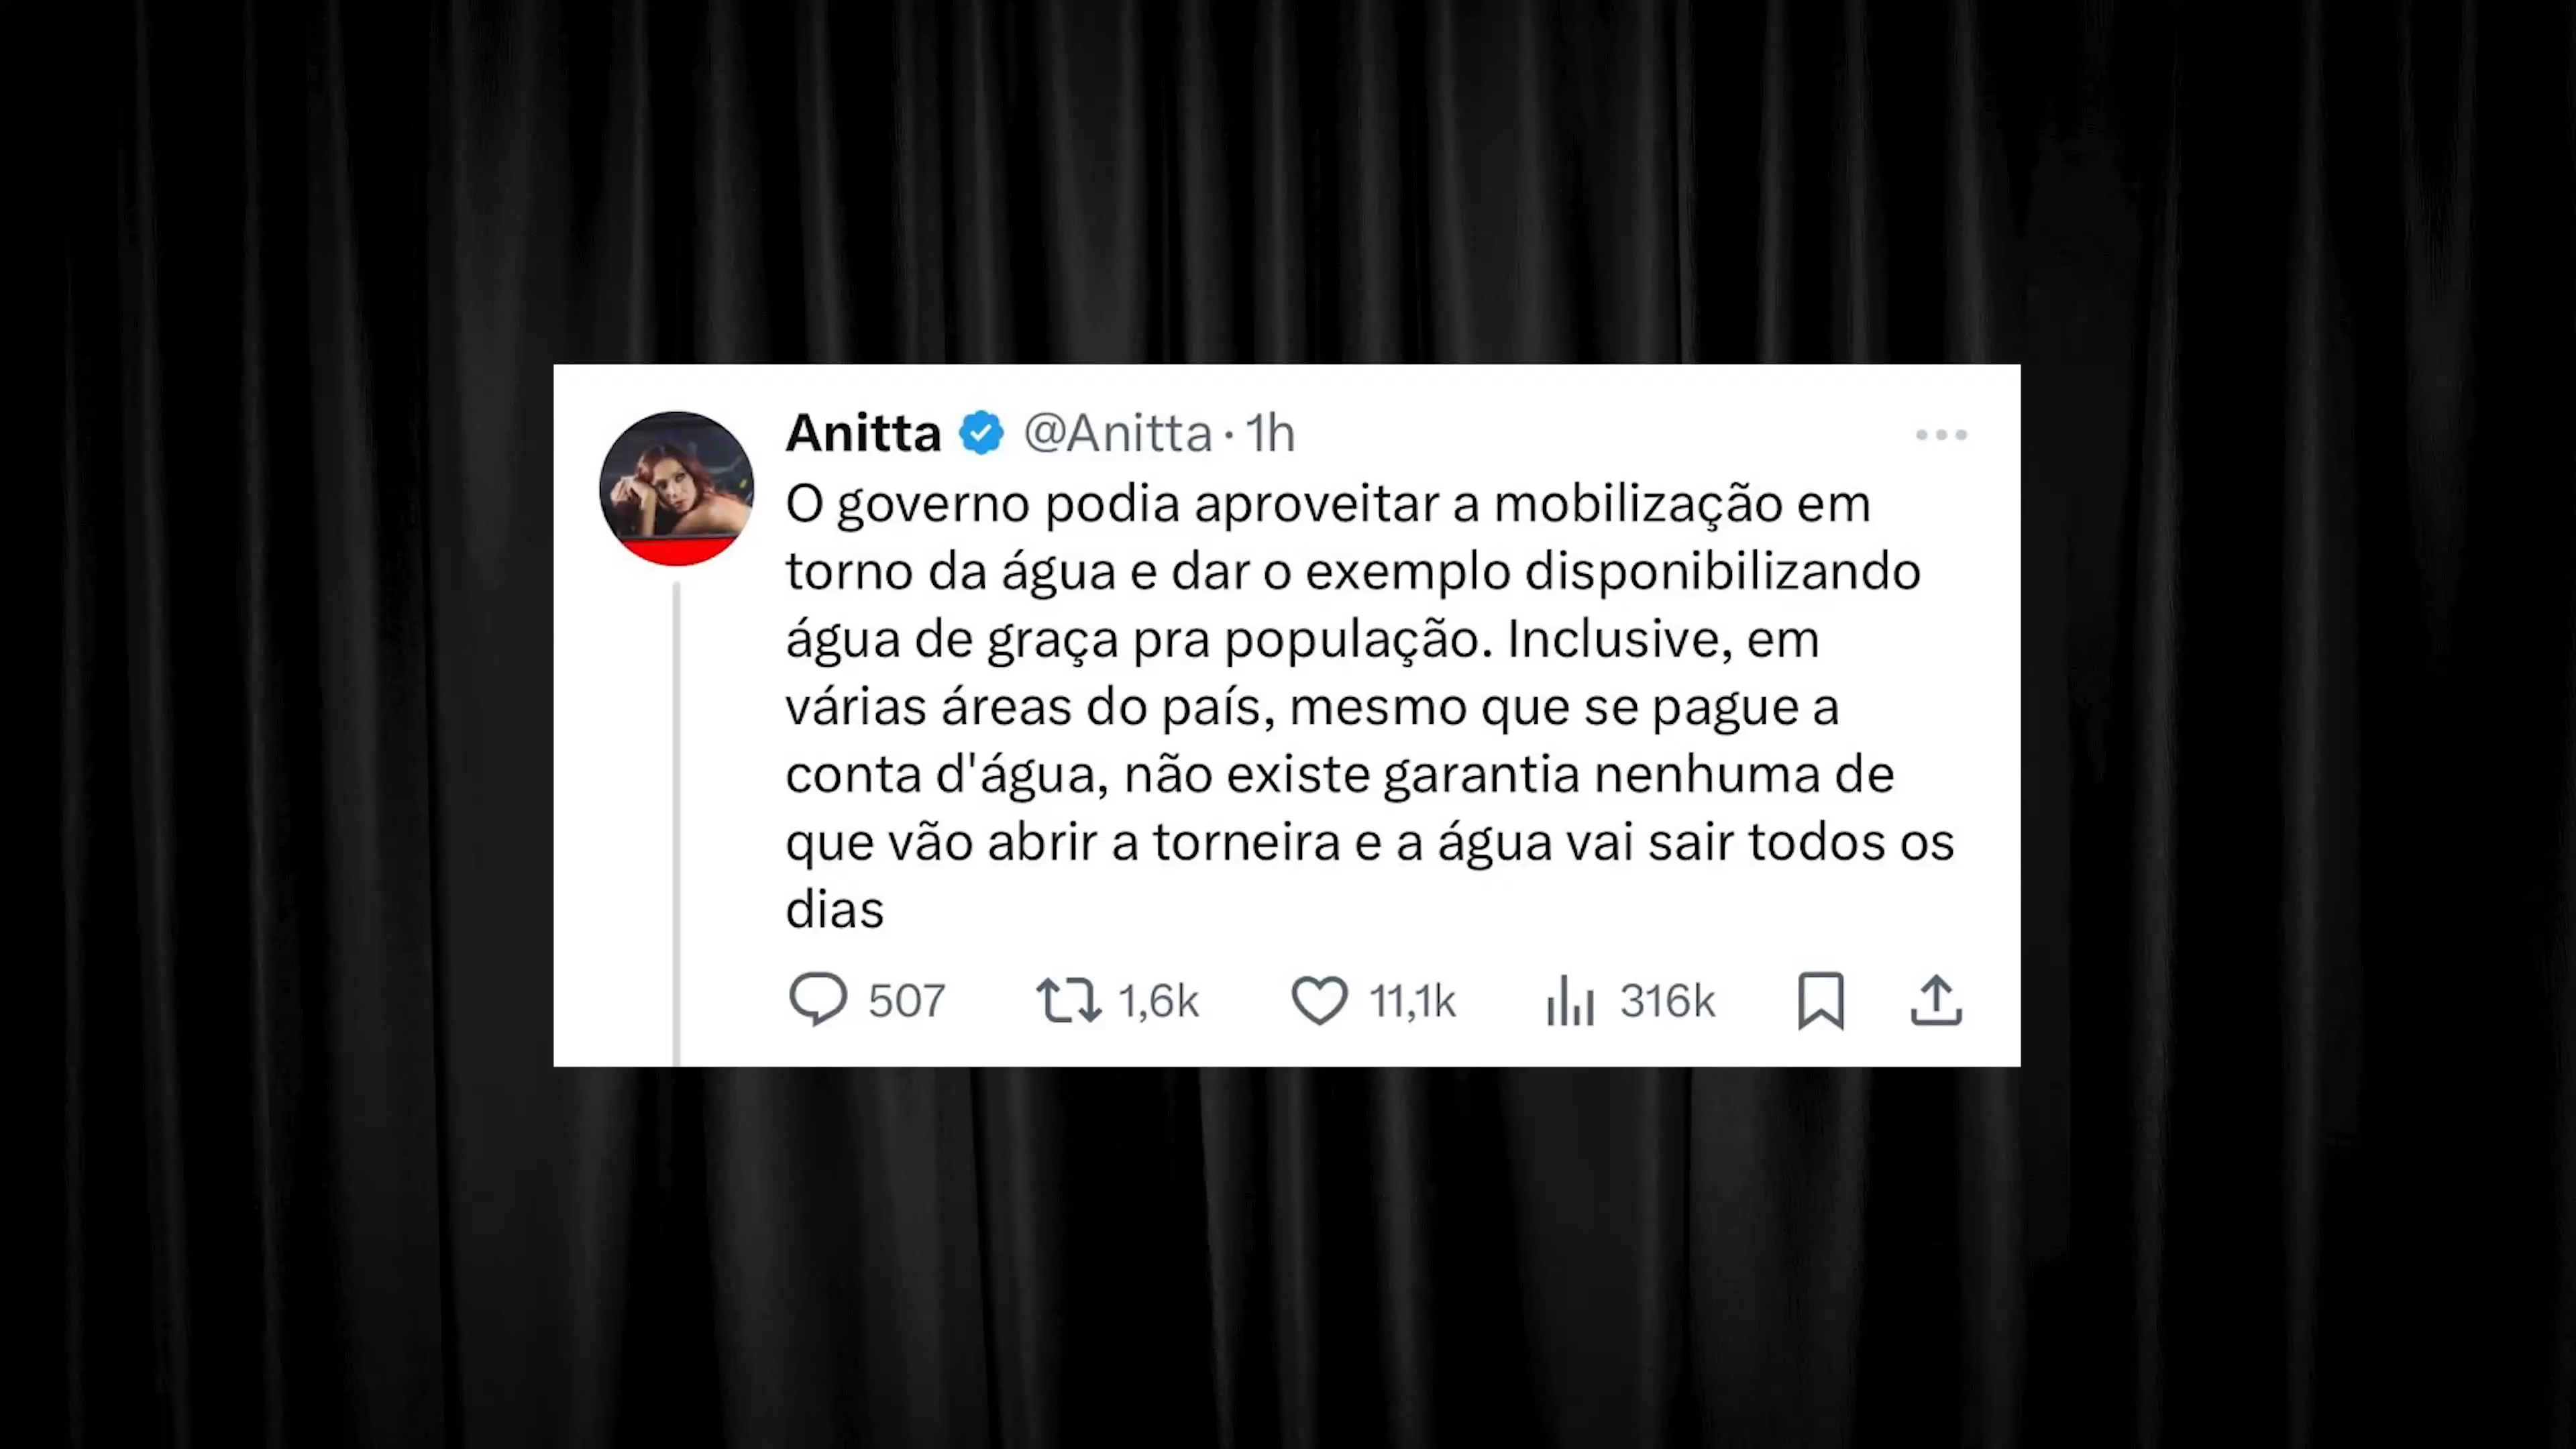 Anitta @Anitta · 1h
O governo podia aproveitar a mobilização em
torno da água e dar o exemplo disponibilizando
água de graça pra população. Inclusive, em
várias áreas do país, mesmo que se pague a
conta d'água, não existe garantia nenhuma de
que vão abrir a torneira e a água vai sair todos os
dias
507 1,6k 11,1k 316k